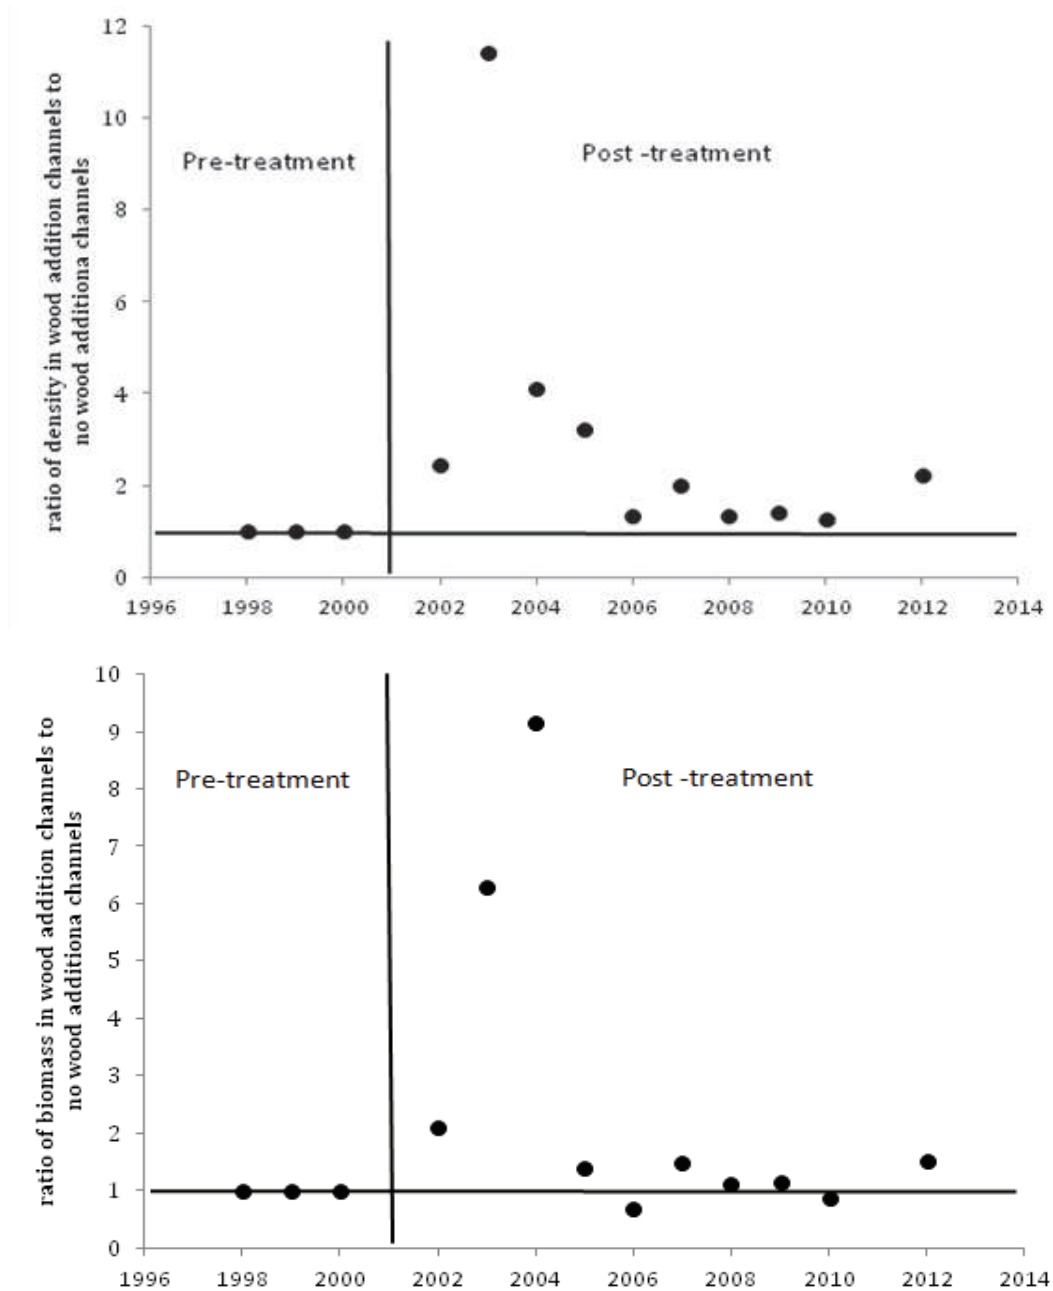 12
10
8
6
4
2
0
ratio of density in wood addition channels to
no wood additiona channels
Pre-treatment
Post -treatment
1996 1998 2000 2002 2004 2006 2008 2010 2012 2014
10
9
8
7
6
5
4
3
2
1
0
ratio of biomass in wood addition channels to
no wood additiona channels
Pre-treatment
Post -treatment
1996 1998 2000 2002 2004 2006 2008 2010 2012 2014